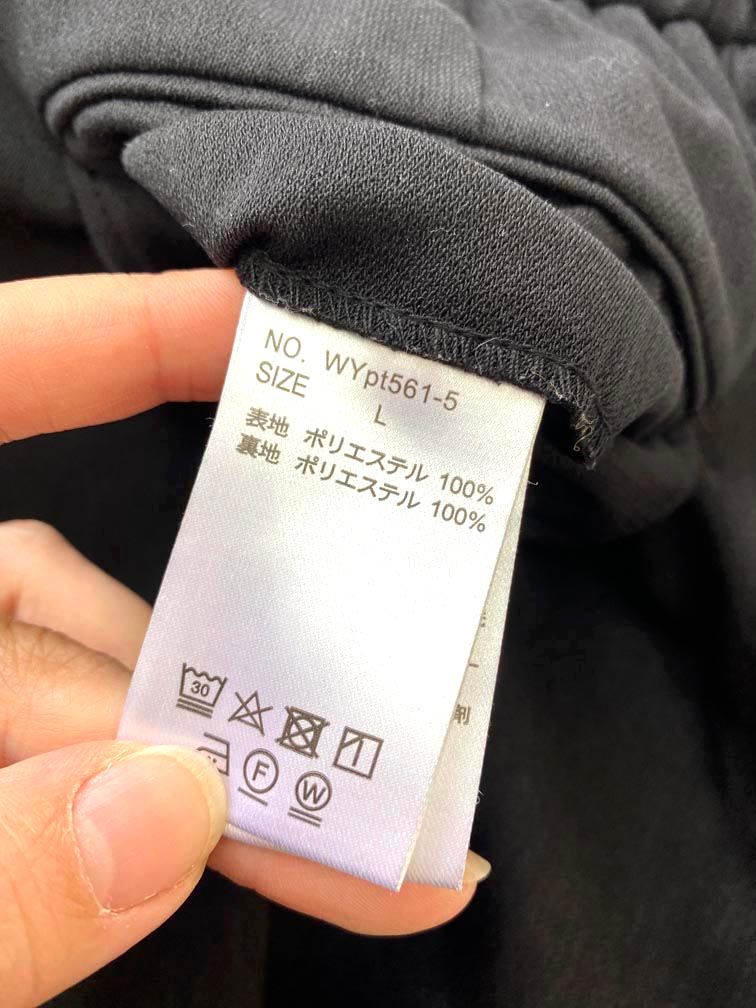 NO. WYpt561-5
SIZE L
表地 ポリエステル 100%
裏地 ポリエステル 100%
30
F
W
剤